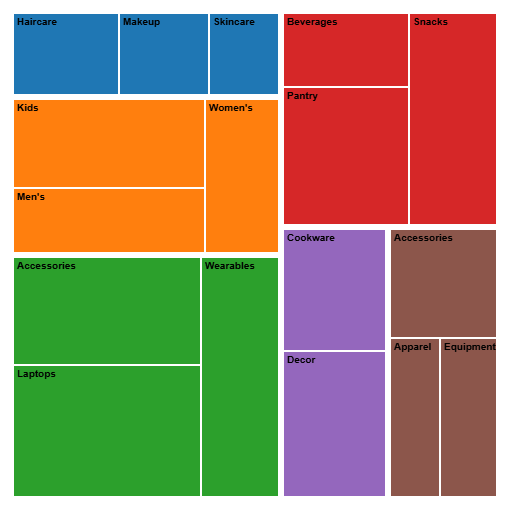 Haircare
Makeup
Skincare
Beverages
Snacks
Pantry
Kids
Women's
Men's
Cookware
Accessories
Accessories
Wearables
Decor
Apparel
Equipment
Laptops